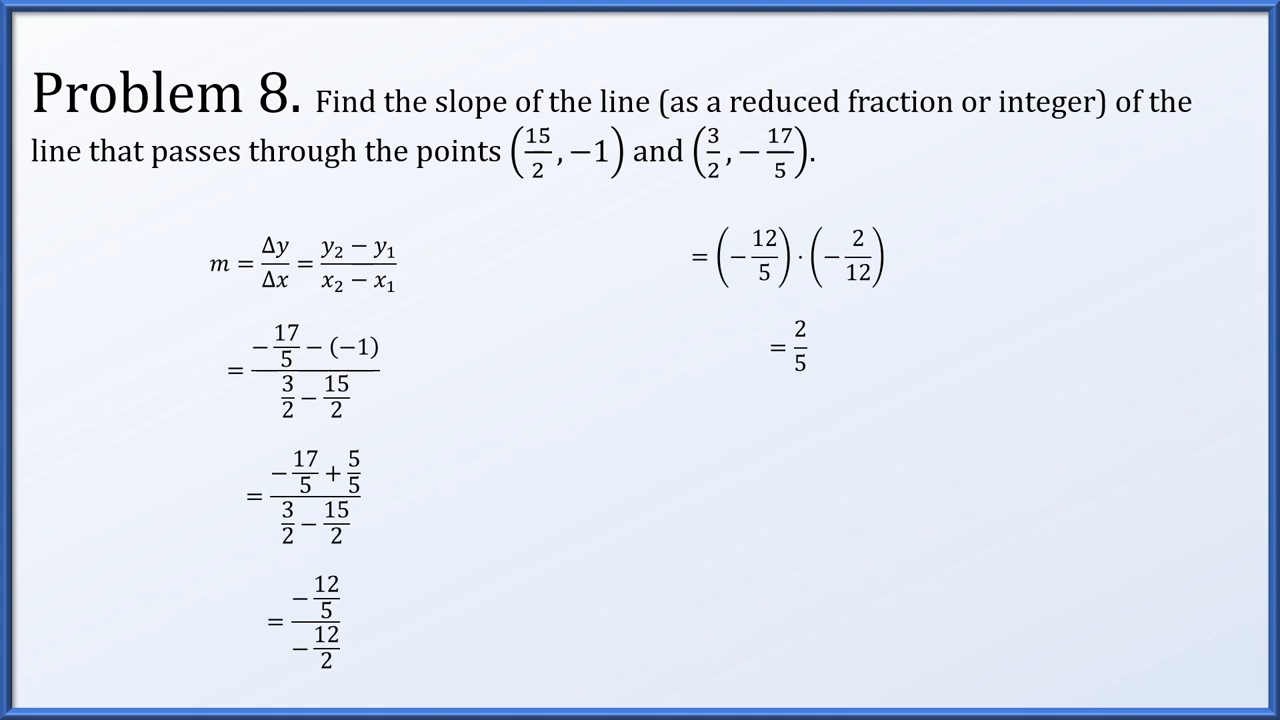 Problem 8. Find the slope of the line (as a reduced fraction or integer) of the
line that passes through the points (15/2, −1) and (3/2, −17/5).
m = Δy/Δx = (y₂ − y₁)/(x₂ − x₁)
= (−17/5 − (−1))/(3/2 − 15/2)
= (−17/5 + 5/5)/(3/2 − 15/2)
= (−12/5)/(−12/2)
= (−12/5) · (−2/12)
= 2/5